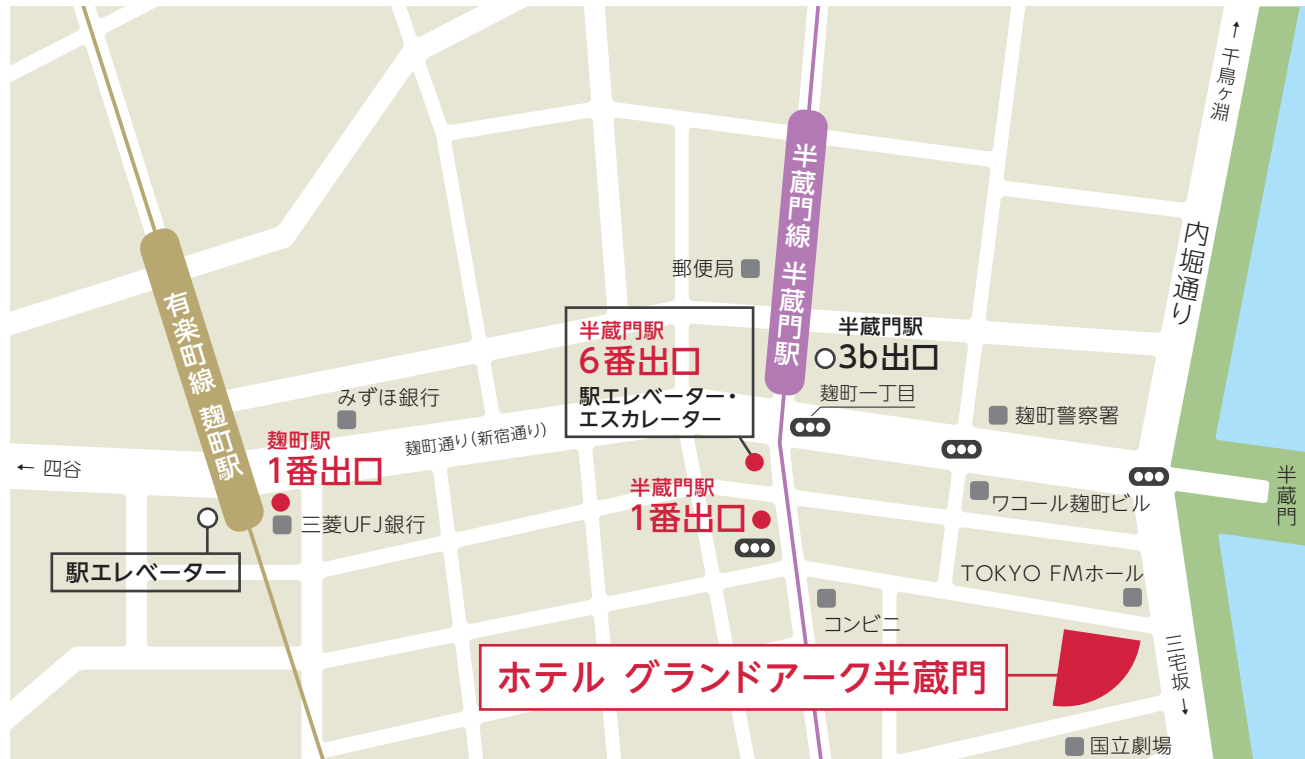 ↑千鳥ヶ淵
内堀通り
半蔵門線 半蔵門駅
郵便局
有楽町線 麹町駅
半蔵門駅
6番出口
駅エレベーター・
エスカレーター
半蔵門駅
3b出口
麹町一丁目
みずほ銀行
麹町通り(新宿通り)
麹町警察署
麹町駅
1番出口
← 四谷
半蔵門
半蔵門駅
1番出口
ワコール麹町ビル
三菱UFJ銀行
駅エレベーター
TOKYO FMホール
コンビニ
ホテル グランドアーク半蔵門
三宅坂→
国立劇場